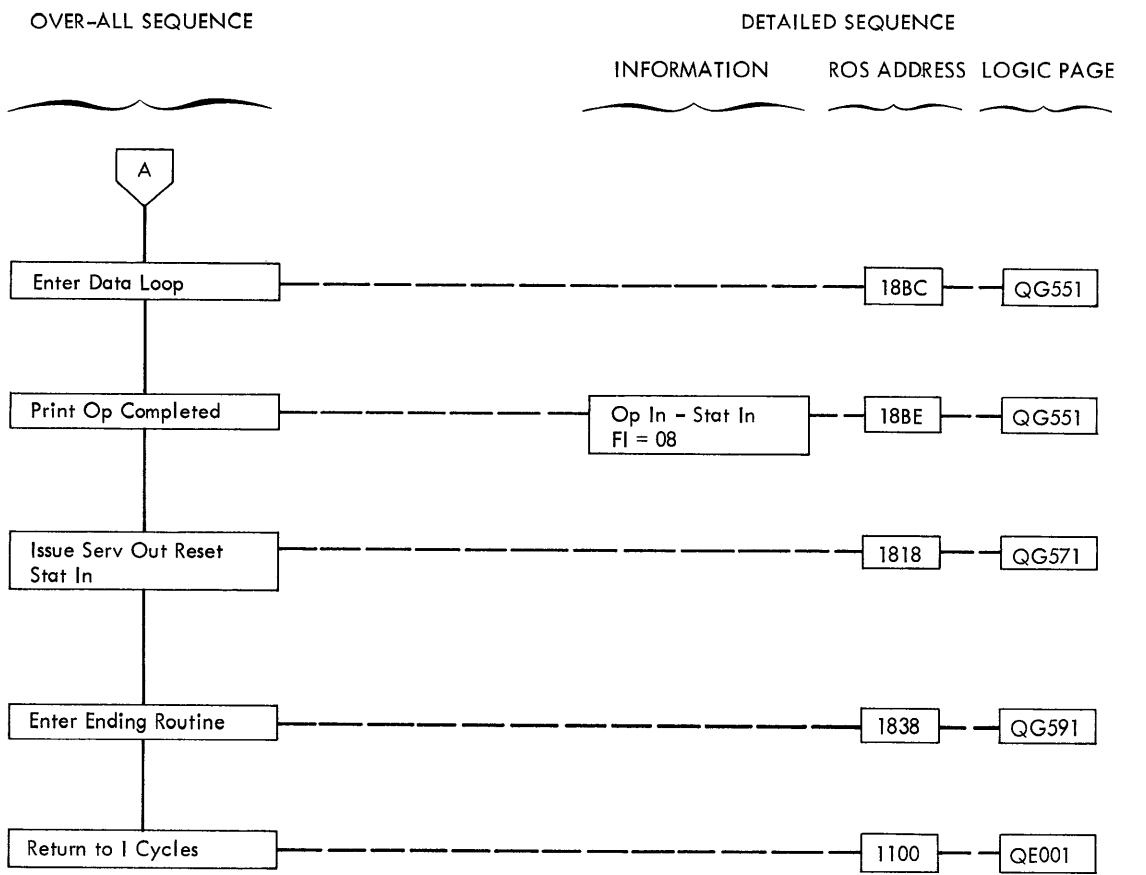 OVER-ALL SEQUENCE
DETAILED SEQUENCE
INFORMATION ROS ADDRESS LOGIC PAGE
A
Enter Data Loop 18BC QG551
Print Op Completed Op In - Stat In 18BE QG551
FI = 08
Issue Serv Out Reset 1818 QG571
Stat In
Enter Ending Routine 1838 QG591
Return to I Cycles 1100 QE001